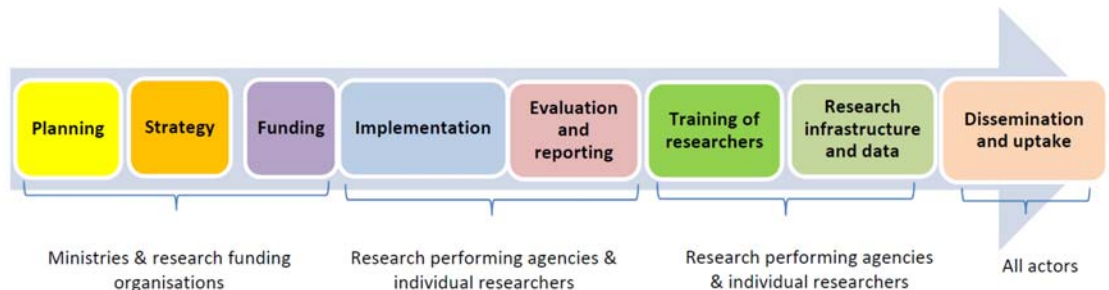 Planning
Strategy
Funding
Implementation
Evaluation
and
reporting
Training of
researchers
Research
infrastructure
and data
Dissemination
and uptake
Ministries & research funding
organisations
Research performing agencies &
individual researchers
Research performing agencies
& individual researchers
All actors